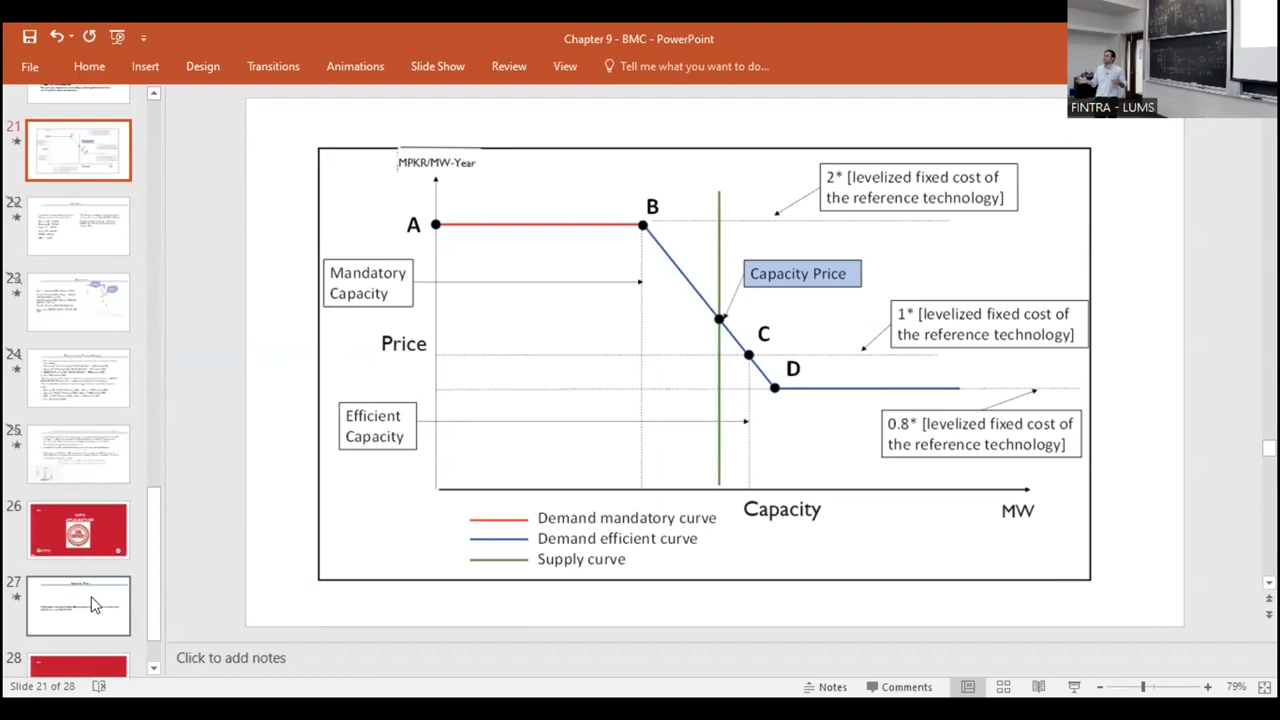 Chapter 9 - BMC - PowerPoint
File Home Insert Design Transitions Animations Slide Show Review View Tell me what you want to do...
FINTRA - LUMS
21
22
23
24
25
26
27
28
MPKR/MW-Year
2* [levelized fixed cost of
the reference technology]
A
B
Mandatory
Capacity
Capacity Price
1* [levelized fixed cost of
the reference technology]
Price
C
D
Efficient
Capacity
0.8* [levelized fixed cost of
the reference technology]
Capacity
MW
Demand mandatory curve
Demand efficient curve
Supply curve
Click to add notes
Slide 21 of 28
Notes
Comments
79%